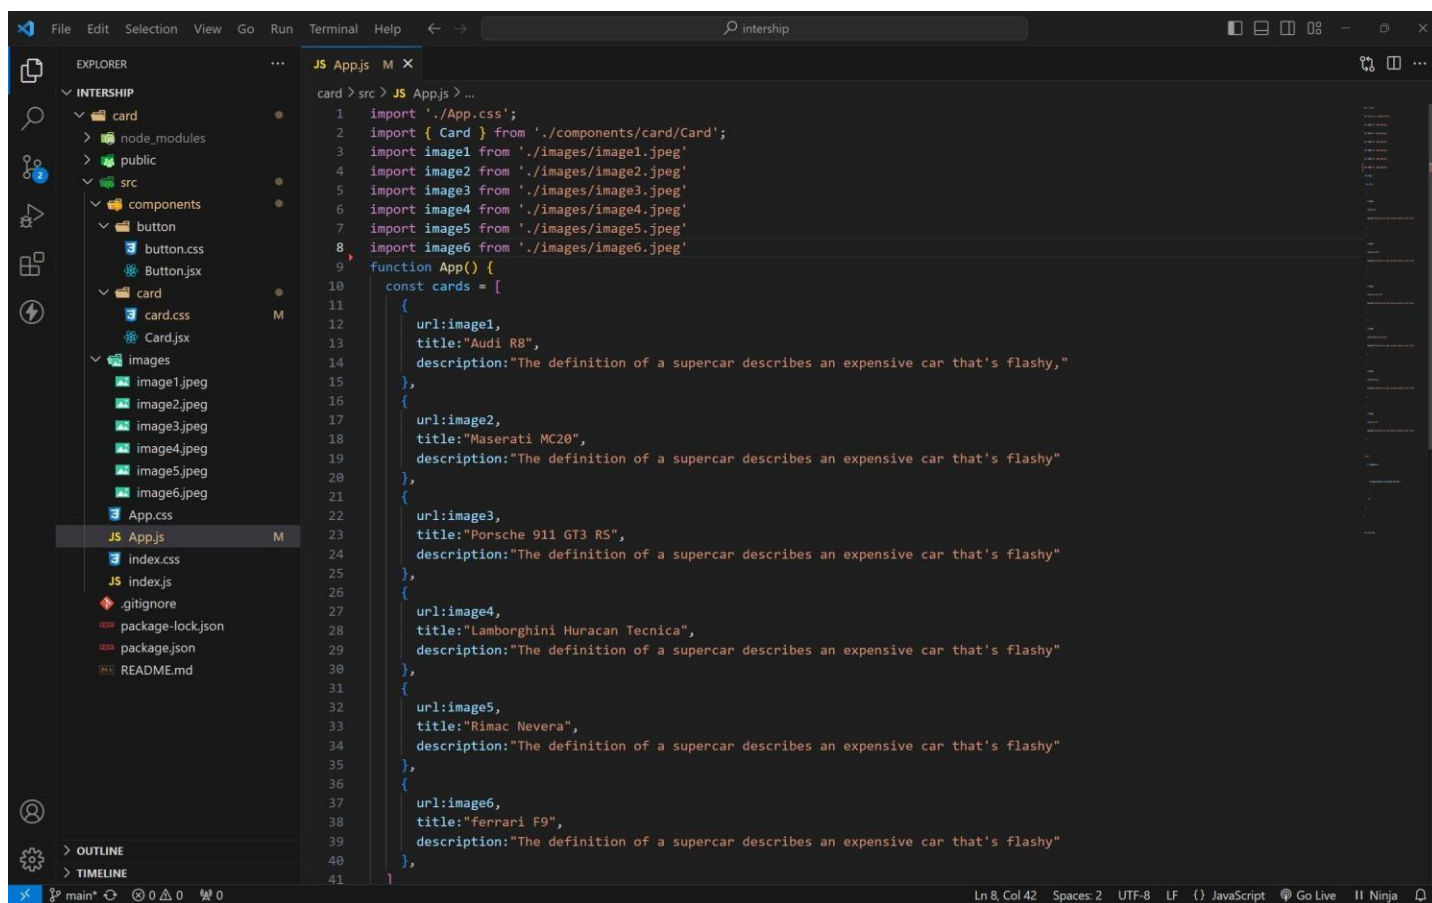 File Edit Selection View Go Run Terminal Help intership
EXPLORER
INTERSHIP
card
node_modules
public
src
components
button
button.css
Button.jsx
card
card.css M
Card.jsx
images
image1.jpeg
image2.jpeg
image3.jpeg
image4.jpeg
image5.jpeg
image6.jpeg
App.css
JS App.js M
index.css
JS index.js
.gitignore
package-lock.json
package.json
README.md
OUTLINE
TIMELINE
2
JS App.js M
card > src > JS App.js > ...
1 import './App.css';
2 import { Card } from './components/card/Card';
3 import image1 from './images/image1.jpeg'
4 import image2 from './images/image2.jpeg'
5 import image3 from './images/image3.jpeg'
6 import image4 from './images/image4.jpeg'
7 import image5 from './images/image5.jpeg'
8 import image6 from './images/image6.jpeg'
9 function App() {
10 const cards = [
11 {
12 url:image1,
13 title:"Audi R8",
14 description:"The definition of a supercar describes an expensive car that's flashy,"
15 },
16 {
17 url:image2,
18 title:"Maserati MC20",
19 description:"The definition of a supercar describes an expensive car that's flashy"
20 },
21 {
22 url:image3,
23 title:"Porsche 911 GT3 RS",
24 description:"The definition of a supercar describes an expensive car that's flashy"
25 },
26 {
27 url:image4,
28 title:"Lamborghini Huracan Tecnica",
29 description:"The definition of a supercar describes an expensive car that's flashy"
30 },
31 {
32 url:image5,
33 title:"Rimac Nevera",
34 description:"The definition of a supercar describes an expensive car that's flashy"
35 },
36 {
37 url:image6,
38 title:"ferrari F9",
39 description:"The definition of a supercar describes an expensive car that's flashy"
40 },
41 ]
main* 0 0 0 Ln 8, Col 42 Spaces: 2 UTF-8 LF {} JavaScript Go Live Ninja